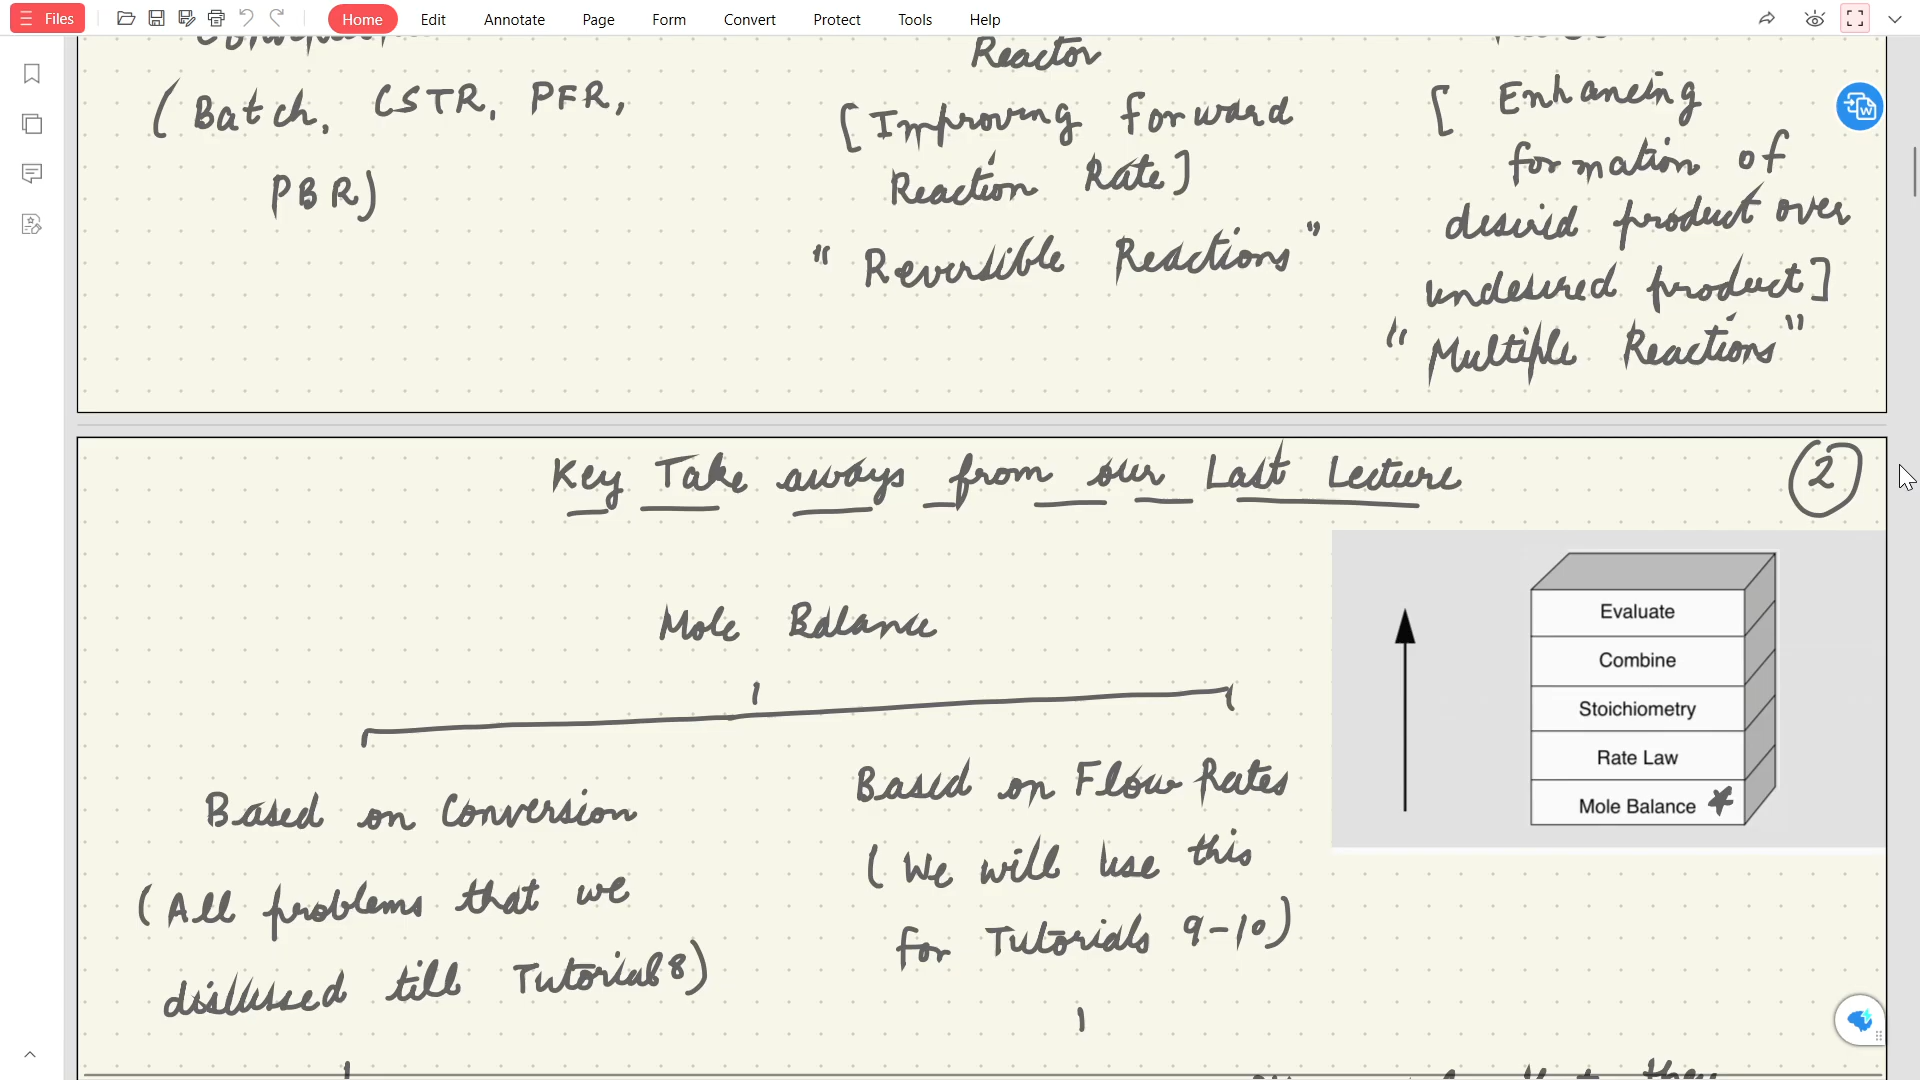 Files
Home
Edit
Annotate
Page
Form
Convert
Protect
Tools
Help
(Batch, CSTR, PFR,
PBR)
Reactor
[Improving forward
Reaction Rate]
" Reversible Reactions "
[ Enhancing
formation of
desired product over
undesired product]
" Multiple Reactions "
Key Take aways from our Last Lecture
2
Mole Balance
Based on Conversion
(All problems that we
discussed till Tutorial 8)
Based on Flow Rates
(We will use this
for Tutorials 9-10)
Evaluate
Combine
Stoichiometry
Rate Law
Mole Balance *